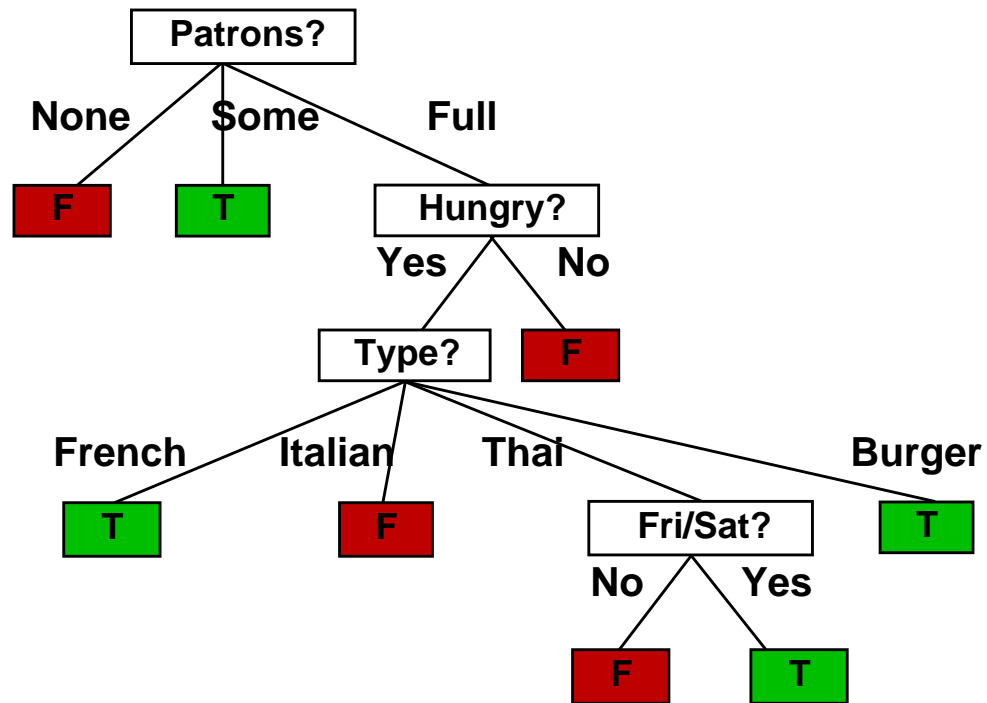 Patrons?
None Some Full
F T Hungry?
Yes No
Type? F
French Italian Thai Burger
T F Fri/Sat? T
No Yes
F T